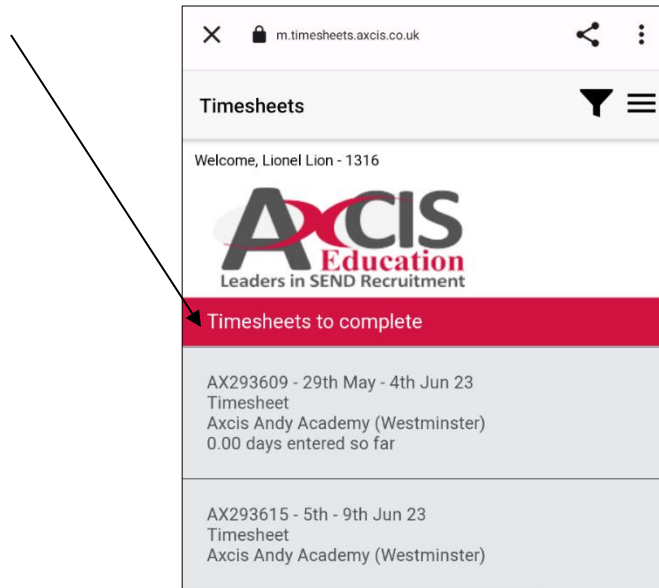 m.timesheets.axcis.co.uk
Timesheets
Welcome, Lionel Lion - 1316
AXCIS
Education
Leaders in SEND Recruitment
Timesheets to complete
AX293609 - 29th May - 4th Jun 23
Timesheet
Axcis Andy Academy (Westminster)
0.00 days entered so far
AX293615 - 5th - 9th Jun 23
Timesheet
Axcis Andy Academy (Westminster)